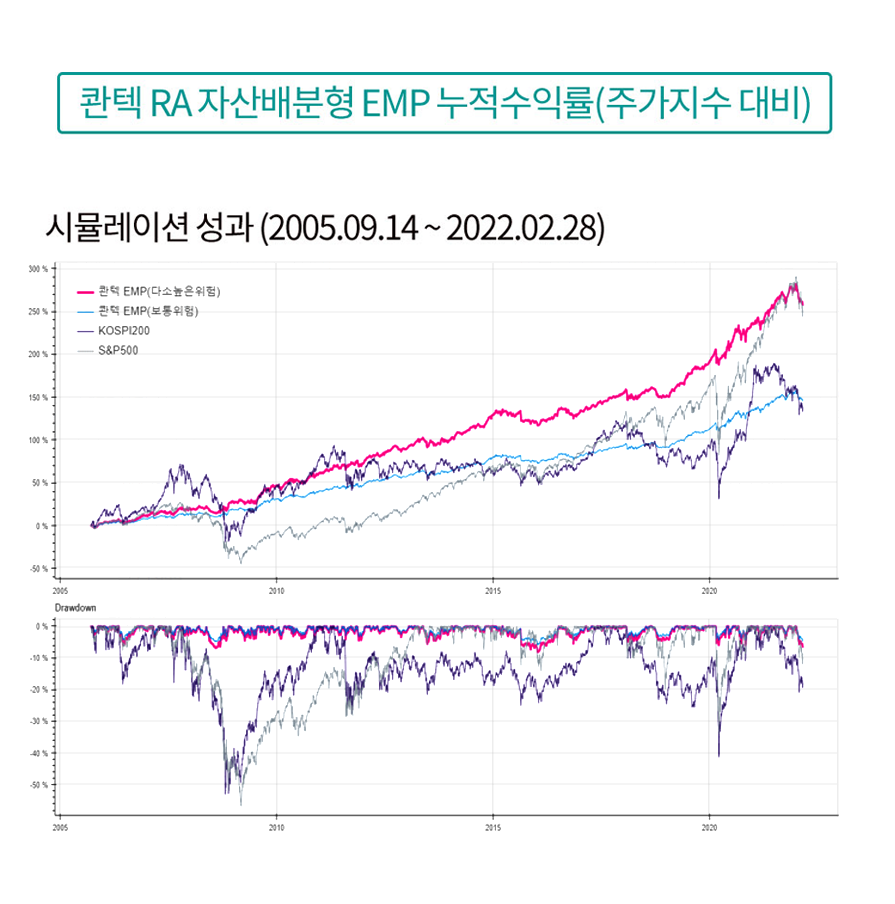 콴텍 RA 자산배분형 EMP 누적수익률(주가지수 대비)
시뮬레이션 성과 (2005.09.14 ~ 2022.02.28)
300 %
콴텍 EMP(다소높은위험)
250 %
콴텍 EMP(보통위험)
KOSPI200
200 %
S&P500
150 %
100 %
50 %
0 %
-50 %
2005 2010 2015 2020
Drawdown
0 %
-10 %
-20 %
-30 %
-40 %
-50 %
2005 2010 2015 2020